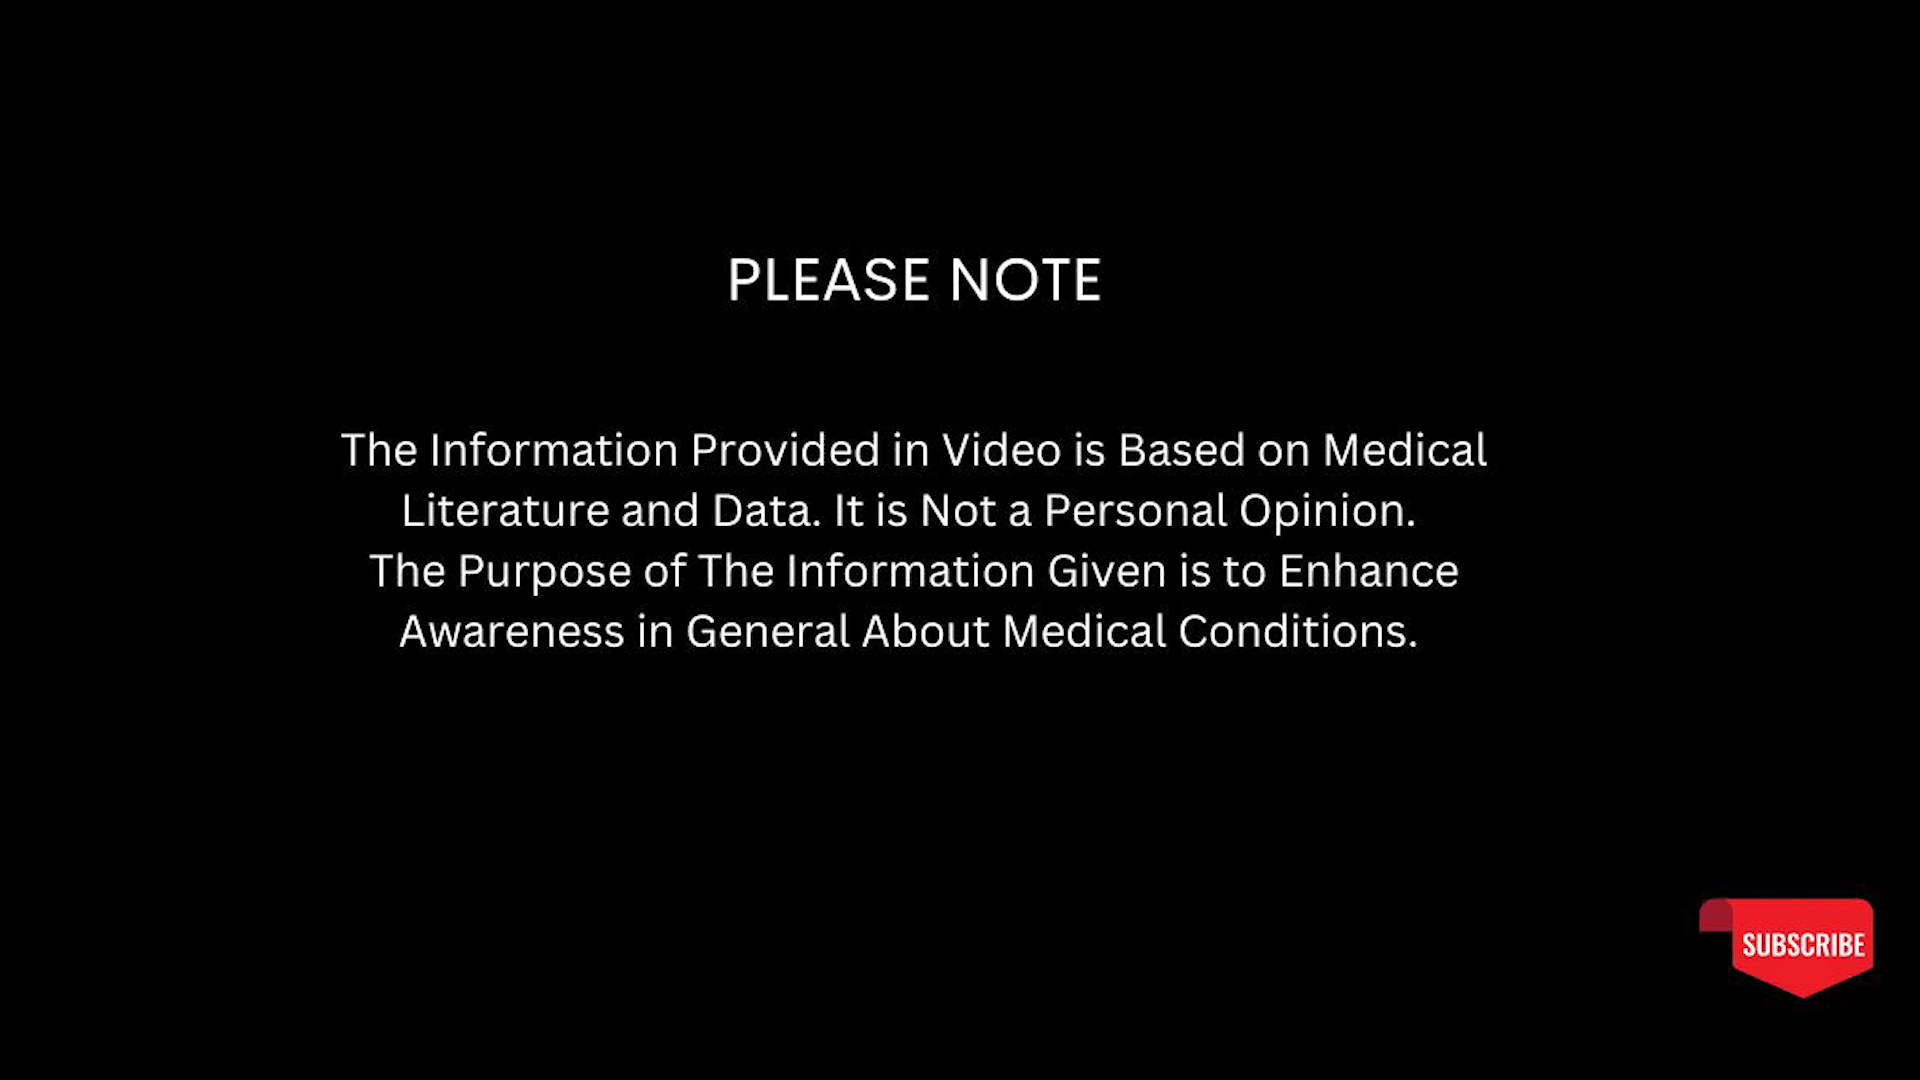 PLEASE NOTE
The Information Provided in Video is Based on Medical
Literature and Data. It is Not a Personal Opinion.
The Purpose of The Information Given is to Enhance
Awareness in General About Medical Conditions.
SUBSCRIBE